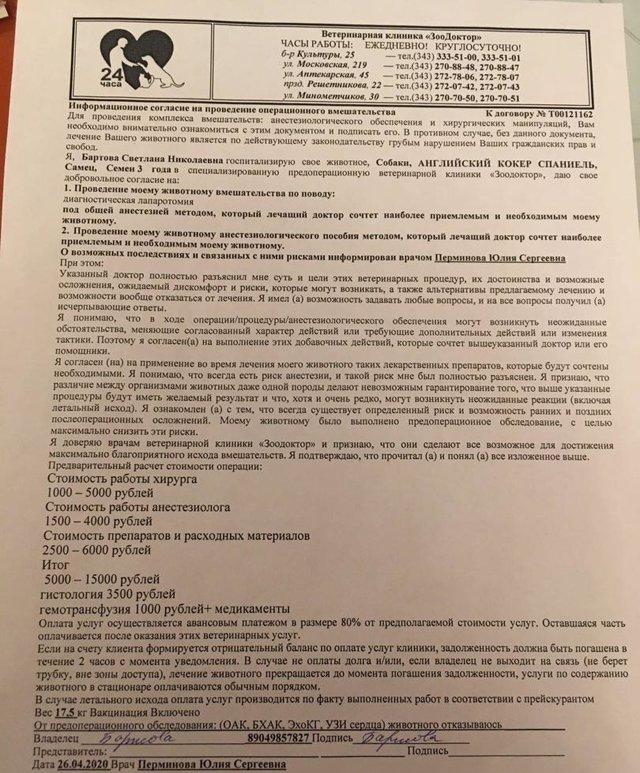 24
часа
Ветеринарная клиника «ЗооДоктор»
ЧАСЫ РАБОТЫ: ЕЖЕДНЕВНО! КРУГЛОСУТОЧНО!
б-р Культуры, 25 — тел.(343) 333-51-00, 333-51-01
ул. Московская, 219 — тел.(343) 270-88-48, 270-88-47
ул. Аптекарская, 45 — тел.(343) 272-78-06, 272-78-07
прзд. Решетникова, 22 — тел.(343) 272-07-42, 272-07-43
ул. Минометчиков, 30 — тел.(343) 270-70-50, 270-70-51
Информационное согласие на проведение операционного вмешательства К договору № Т00121162
Для проведения комплекса вмешательств: анестезиологического обеспечения и хирургических манипуляций, Вам
необходимо внимательно ознакомиться с этим документом и подписать его. В противном случае, без данного документа,
лечение Вашего животного является по действующему законодательству грубым нарушением Ваших гражданских прав и
свобод.
Я, Бартова Светлана Николаевна госпитализирую свое животное, Собаки, АНГЛИЙСКИЙ КОКЕР СПАНИЕЛЬ,
Самец, Семен 3 года в специализированную предоперационную ветеринарной клиники «Зоодоктор», даю свое
добровольное согласие на:
1. Проведение моему животному вмешательства по поводу:
диагностическая лапаротомия
под общей анестезией методом, который лечащий доктор сочтет наиболее приемлемым и необходимым моему
животному.
2. Проведение моему животному анестезиологического пособия методом, который лечащий доктор сочтет наиболее
приемлемым и необходимым моему животному.
О возможных последствиях и связанных с ними рисками информирован врачом Перминова Юлия Сергеевна
При этом:
Указанный доктор полностью разъяснил мне суть и цели этих ветеринарных процедур, их достоинства и возможные
осложнения, ожидаемый дискомфорт и риски, которые могут возникать, а также альтернативы предлагаемому лечению и
возможности вообще отказаться от лечения. Я имел (а) возможность задавать любые вопросы, и на все вопросы получил (а)
исчерпывающие ответы.
Я понимаю, что в ходе операции/процедуры/анестезиологического обеспечения могут возникнуть неожиданные
обстоятельства, меняющие согласованный характер действий или требующие дополнительных действий или изменения
тактики. Поэтому я согласен(а) на выполнение этих добавочных действий, которые сочтет вышеуказанный доктор или его
помощники.
Я согласен (на) на применение во время лечения моего животного таких лекарственных препаратов, которые будут сочтены
необходимыми. Я понимаю, что всегда есть риск анестезии, и такой риск мне был полностью разъяснен. Я признаю, что
различие между организмами животных даже одной породы делают невозможным гарантирование того, что выше указанные
процедуры будут иметь желаемый результат и что, хотя и очень редко, могут возникнуть неожиданные реакции (включая
летальный исход). Я ознакомлен (а) с тем, что всегда существует определенный риск и возможность ранних и поздних
послеоперационных осложнений. Моему животному было выполнено предоперационное обследование, с целью
максимально снизить эти риски.
Я доверяю врачам ветеринарной клиники «Зоодоктор» и признаю, что они сделают все возможное для достижения
максимально благоприятного исхода вмешательств. Я подтверждаю, что прочитал (а) и понял (а) все изложенное выше.
Предварительный расчет стоимости операции:
Стоимость работы хирурга
1000 – 5000 рублей
Стоимость работы анестезиолога
1500 – 4000 рублей
Стоимость препаратов и расходных материалов
2500 – 6000 рублей
Итог
5000 – 15000 рублей
гистология 3500 рублей
гемотрансфузия 1000 рублей+ медикаменты
Оплата услуг осуществляется авансовым платежом в размере 80% от предполагаемой стоимости услуг. Оставшаяся часть
оплачивается после оказания этих ветеринарных услуг.
Если на счету клиента формируется отрицательный баланс по оплате услуг клиники, задолженность должна быть погашена в
течение 2 часов с момента уведомления. В случае не оплаты долга и/или, если владелец не выходит на связь (не берет
трубку, вне зоны доступа), лечение животного прекращается до момента погашения задолженности, услуги по содержанию
животного в стационаре оплачиваются обычным порядком.
В случае летального исхода оплата услуг производится по факту выполненных работ в соответствии с прейскурантом
Вес 17,5 кг Вакцинация Включено
От предоперационного обследования: (ОАК, БХАК, ЭхоКГ, УЗИ сердца) животного отказываюсь
Владелец Бартова 89049857827 Подпись Бартова
Представитель: Подпись
Дата 26.04.2020 Врач Перминова Юлия Сергеевна